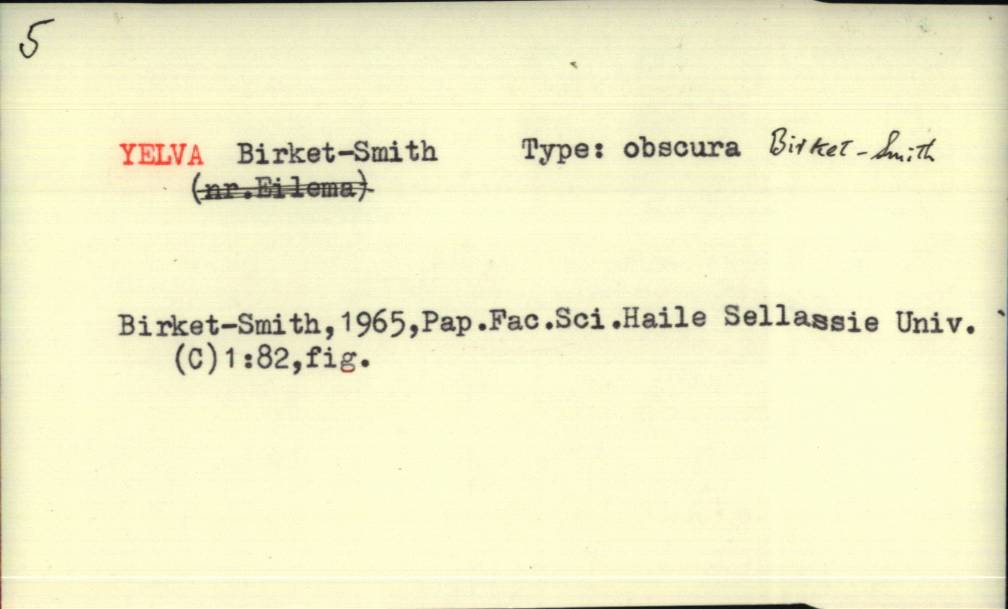 5
YELVA Birket-Smith Type: obscura Birket-Smith
(nr.Eilema)
Birket-Smith,1965,Pap.Fac.Sci.Haile Sellassie Univ.
(C)1:82,fig.